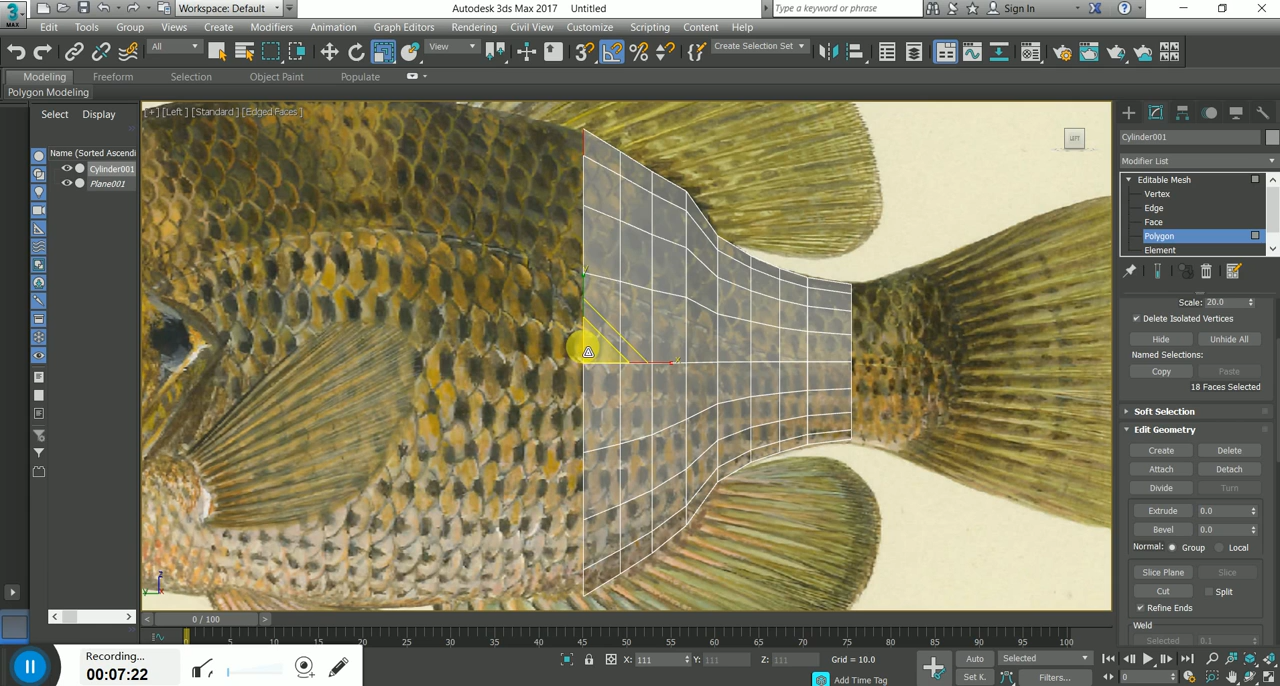 Workspace: Default
Autodesk 3ds Max 2017 Untitled
Type a keyword or phrase
Sign In
3
MAX
Edit Tools Group Views Create Modifiers Animation Graph Editors Rendering Civil View Customize Scripting Content Help
All
View
Create Selection Set
Modeling Freeform Selection Object Paint Populate
Polygon Modeling
Select Display
Name (Sorted Ascendi
Cylinder001
Plane001
[+] [Left ] [Standard ] [Edged Faces ]
LEFT
Cylinder001
Modifier List
Editable Mesh
Vertex
Edge
Face
Polygon
Element
Scale: 20.0
Delete Isolated Vertices
Hide Unhide All
Named Selections:
Copy Paste
18 Faces Selected
Soft Selection
Edit Geometry
Create Delete
Attach Detach
Divide Turn
Extrude 0.0
Bevel 0.0
Normal: Group Local
Slice Plane Slice
Cut Split
Refine Ends
Weld
Selected 0.1
0 / 100
0 5 10 15 20 25 30 35 40 45 50 55 60 65 70 75 80 85 90 95 100
Recording...
00:07:22
X: 111 Y: 111 Z: 111 Grid = 10.0
Add Time Tag
Auto Selected
Set K. Filters...
0